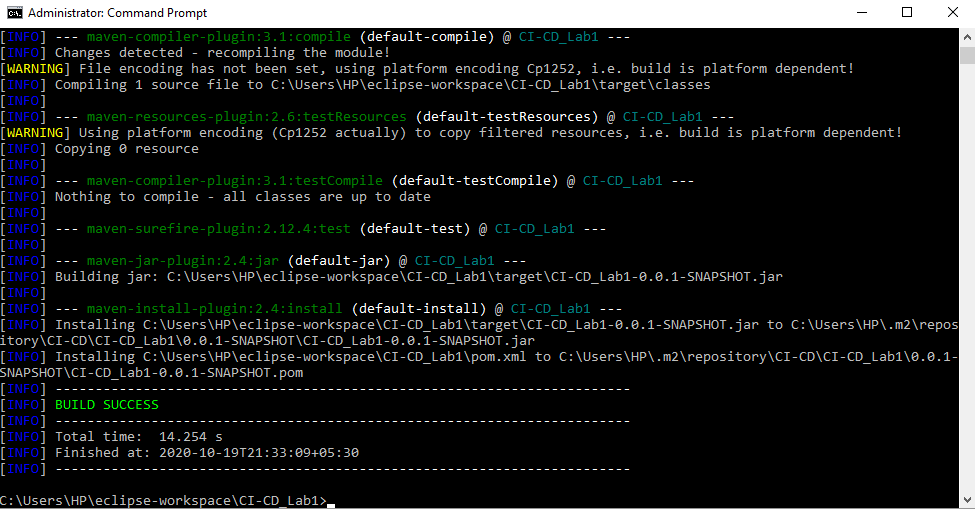 Administrator: Command Prompt
[INFO] --- maven-compiler-plugin:3.1:compile (default-compile) @ CI-CD_Lab1 ---
[INFO] Changes detected - recompiling the module!
[WARNING] File encoding has not been set, using platform encoding Cp1252, i.e. build is platform dependent!
[INFO] Compiling 1 source file to C:\Users\HP\eclipse-workspace\CI-CD_Lab1\target\classes
[INFO]
[INFO] --- maven-resources-plugin:2.6:testResources (default-testResources) @ CI-CD_Lab1 ---
[WARNING] Using platform encoding (Cp1252 actually) to copy filtered resources, i.e. build is platform dependent!
[INFO] Copying 0 resource
[INFO]
[INFO] --- maven-compiler-plugin:3.1:testCompile (default-testCompile) @ CI-CD_Lab1 ---
[INFO] Nothing to compile - all classes are up to date
[INFO]
[INFO] --- maven-surefire-plugin:2.12.4:test (default-test) @ CI-CD_Lab1 ---
[INFO]
[INFO] --- maven-jar-plugin:2.4:jar (default-jar) @ CI-CD_Lab1 ---
[INFO] Building jar: C:\Users\HP\eclipse-workspace\CI-CD_Lab1\target\CI-CD_Lab1-0.0.1-SNAPSHOT.jar
[INFO]
[INFO] --- maven-install-plugin:2.4:install (default-install) @ CI-CD_Lab1 ---
[INFO] Installing C:\Users\HP\eclipse-workspace\CI-CD_Lab1\target\CI-CD_Lab1-0.0.1-SNAPSHOT.jar to C:\Users\HP\.m2\repos
itory\CI-CD\CI-CD_Lab1\0.0.1-SNAPSHOT\CI-CD_Lab1-0.0.1-SNAPSHOT.jar
[INFO] Installing C:\Users\HP\eclipse-workspace\CI-CD_Lab1\pom.xml to C:\Users\HP\.m2\repository\CI-CD\CI-CD_Lab1\0.0.1-
SNAPSHOT\CI-CD_Lab1-0.0.1-SNAPSHOT.pom
[INFO] ------------------------------------------------------------------------
[INFO] BUILD SUCCESS
[INFO] ------------------------------------------------------------------------
[INFO] Total time:  14.254 s
[INFO] Finished at: 2020-10-19T21:33:09+05:30
[INFO] ------------------------------------------------------------------------
C:\Users\HP\eclipse-workspace\CI-CD_Lab1>